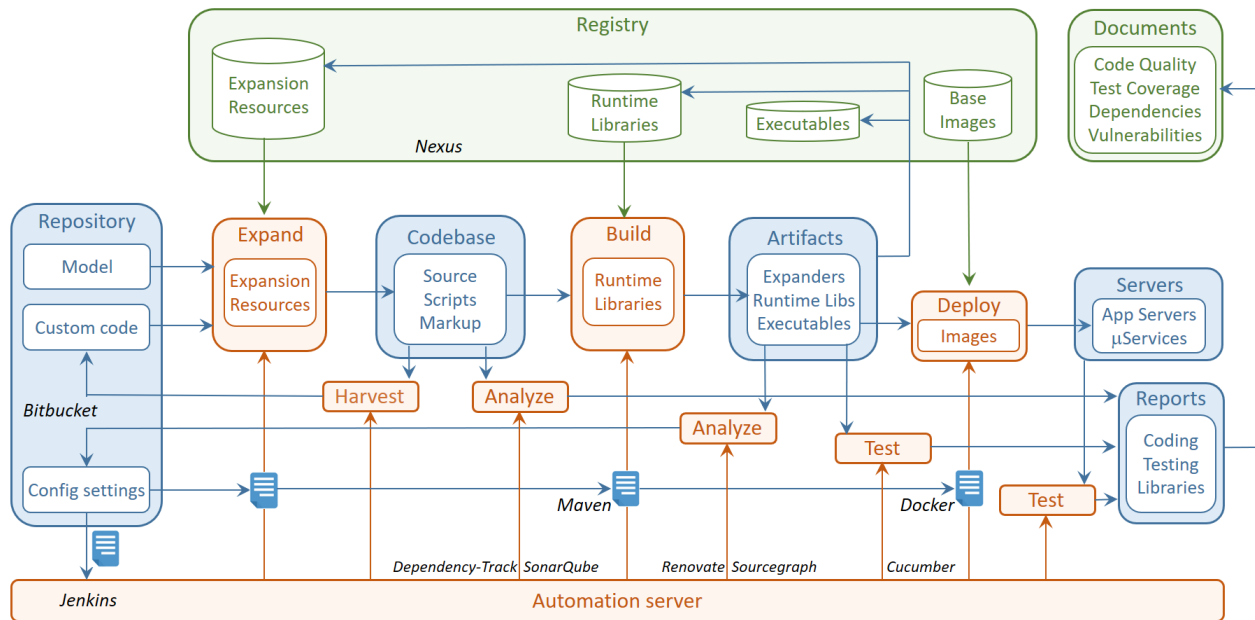 Registry
Expansion
Resources
Runtime
Libraries
Executables
Base
Images
Nexus
Documents
Code Quality
Test Coverage
Dependencies
Vulnerabilities
Repository
Model
Custom code
Bitbucket
Config settings
Expand
Expansion
Resources
Codebase
Source
Scripts
Markup
Build
Runtime
Libraries
Artifacts
Expanders
Runtime Libs
Executables
Deploy
Images
Servers
App Servers
µServices
Harvest
Analyze
Analyze
Test
Test
Reports
Coding
Testing
Libraries
Maven
Docker
Dependency-Track
SonarQube
Renovate
Sourcegraph
Cucumber
Jenkins
Automation server